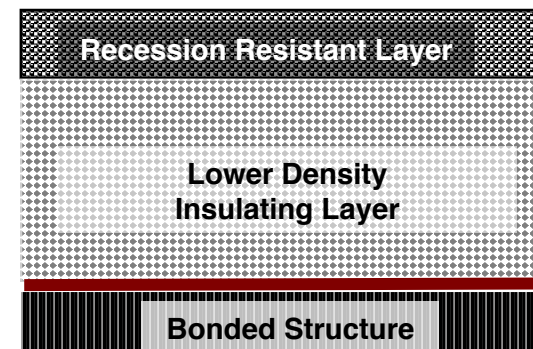 Recession Resistant Layer
Lower Density
Insulating Layer
Bonded Structure